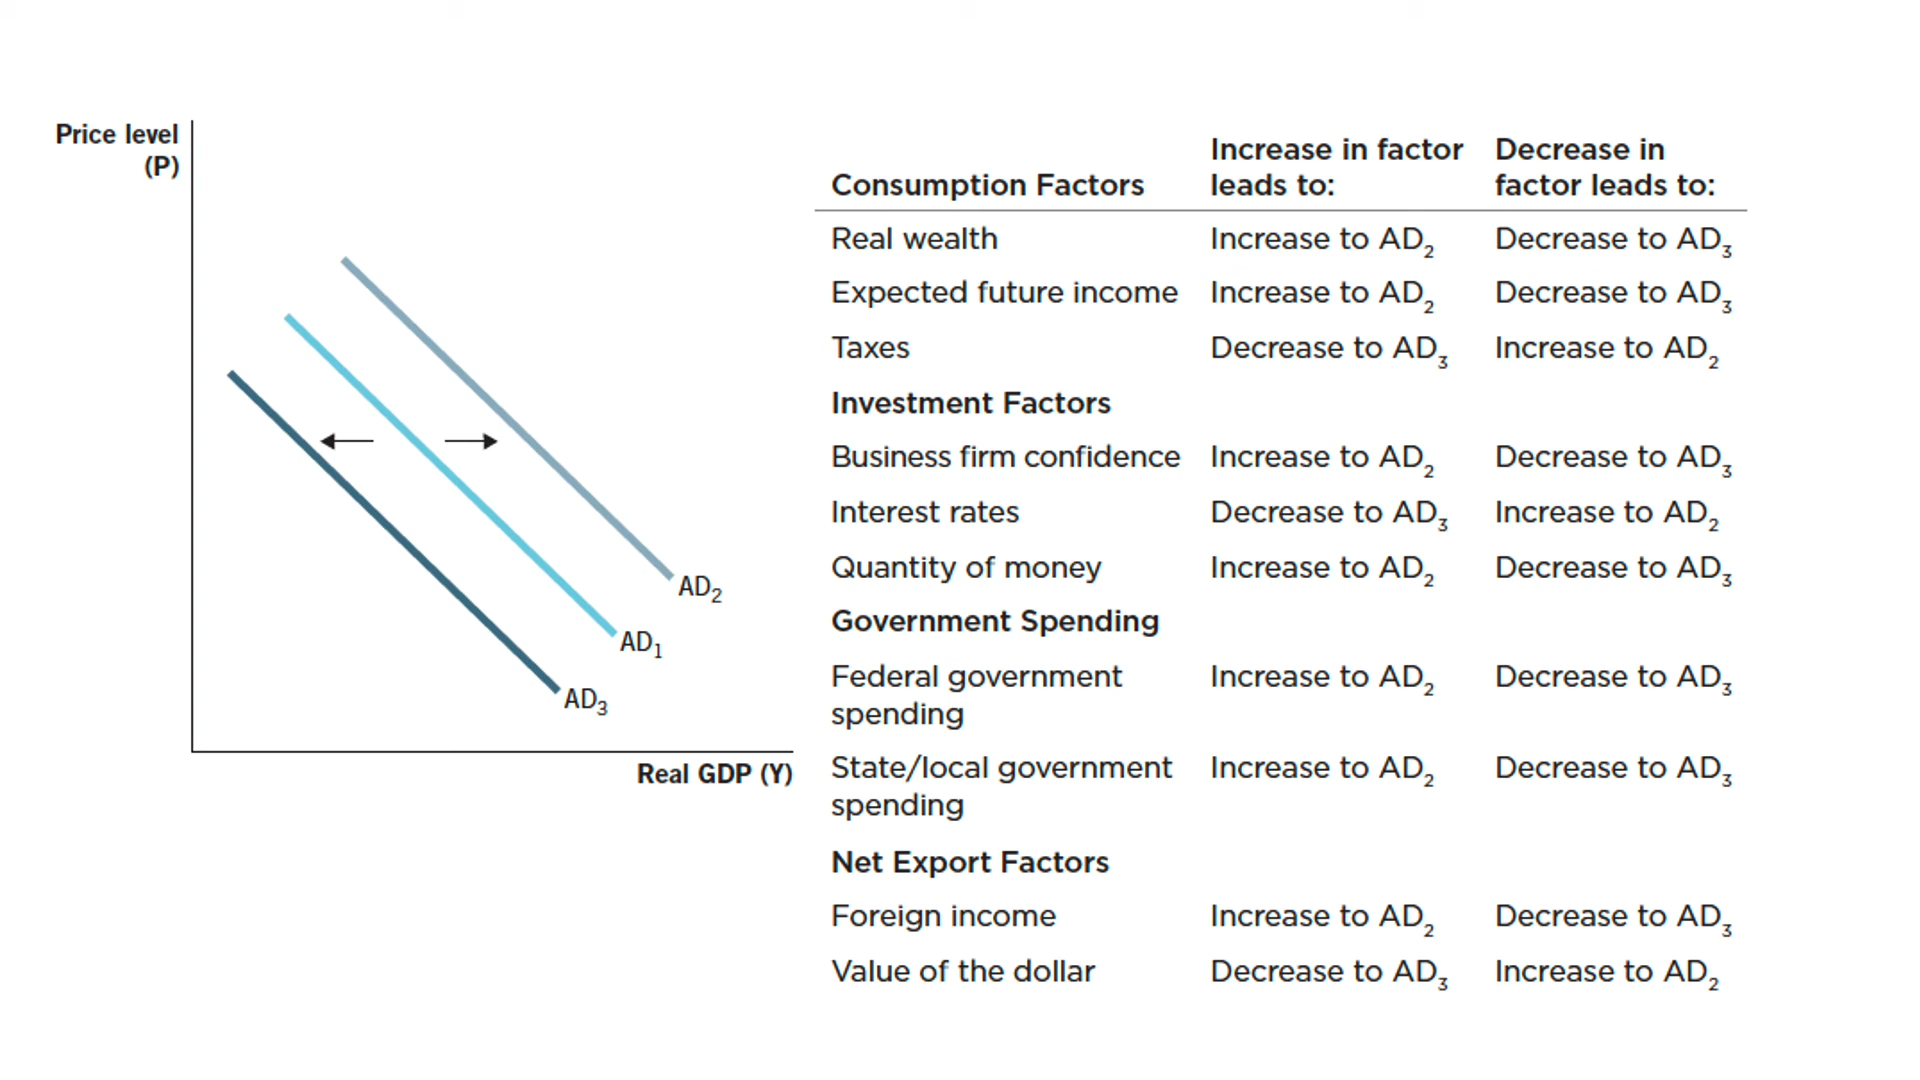 Price level
(P)
AD2
AD1
AD3
Real GDP (Y)
Consumption Factors Increase in factor leads to: Decrease in factor leads to:
Real wealth Increase to AD2 Decrease to AD3
Expected future income Increase to AD2 Decrease to AD3
Taxes Decrease to AD3 Increase to AD2
Investment Factors
Business firm confidence Increase to AD2 Decrease to AD3
Interest rates Decrease to AD3 Increase to AD2
Quantity of money Increase to AD2 Decrease to AD3
Government Spending
Federal government spending Increase to AD2 Decrease to AD3
State/local government spending Increase to AD2 Decrease to AD3
Net Export Factors
Foreign income Increase to AD2 Decrease to AD3
Value of the dollar Decrease to AD3 Increase to AD2